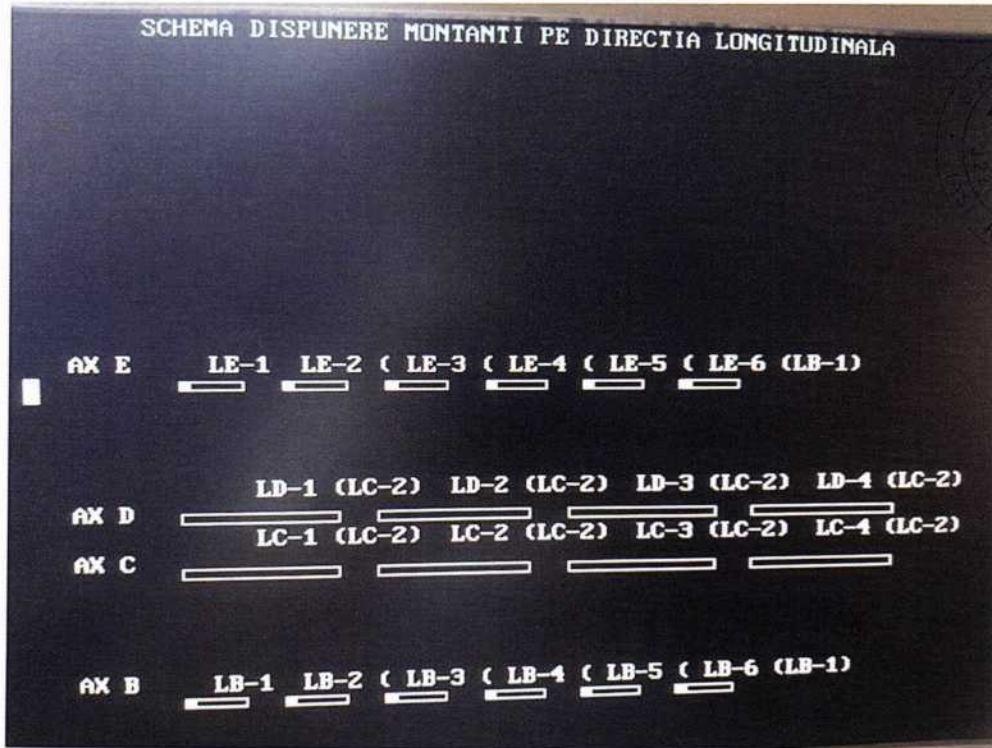 SCHEMA DISPUNERE MONTANTI PE DIRECTIA LONGITUDINALA
AX E LE-1 LE-2 ( LE-3 ( LE-4 ( LE-5 ( LE-6 (LB-1)
LD-1 (LC-2) LD-2 (LC-2) LD-3 (LC-2) LD-4 (LC-2)
AX D
LC-1 (LC-2) LC-2 (LC-2) LC-3 (LC-2) LC-4 (LC-2)
AX C
AX B LB-1 LB-2 ( LB-3 ( LB-4 ( LB-5 ( LB-6 (LB-1)